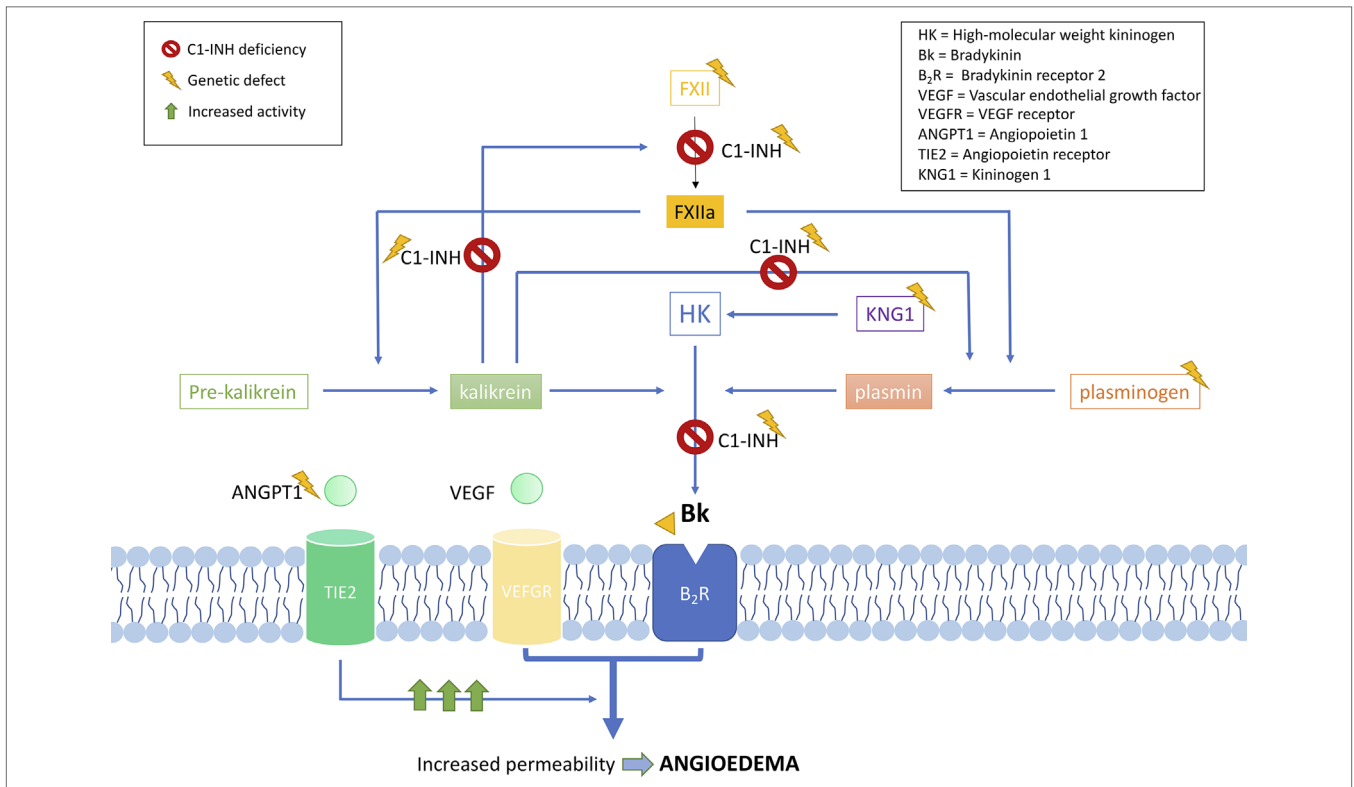 C1-INH deficiency
Genetic defect
Increased activity
HK = High-molecular weight kininogen
Bk = Bradykinin
B₂R = Bradykinin receptor 2
VEGF = Vascular endothelial growth factor
VEGFR = VEGF receptor
ANGPT1 = Angiopoietin 1
TIE2 = Angiopoietin receptor
KNG1 = Kininogen 1
FXII
C1-INH
FXIIa
C1-INH
C1-INH
HK
KNG1
Pre-kalikrein
kalikrein
plasmin
plasminogen
C1-INH
ANGPT1
VEGF
Bk
TIE2
VEFGR
B₂R
Increased permeability
ANGIOEDEMA